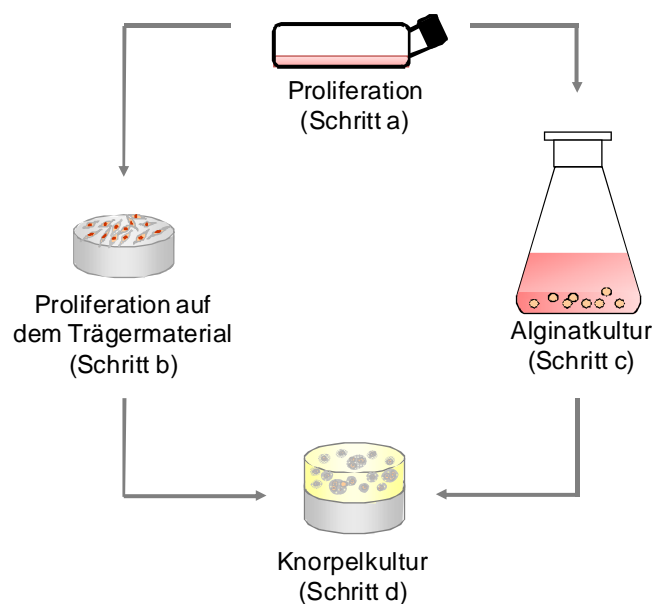 Proliferation
(Schritt a)
Proliferation auf
dem Trägermaterial
(Schritt b)
Alginatkultur
(Schritt c)
Knorpelkultur
(Schritt d)